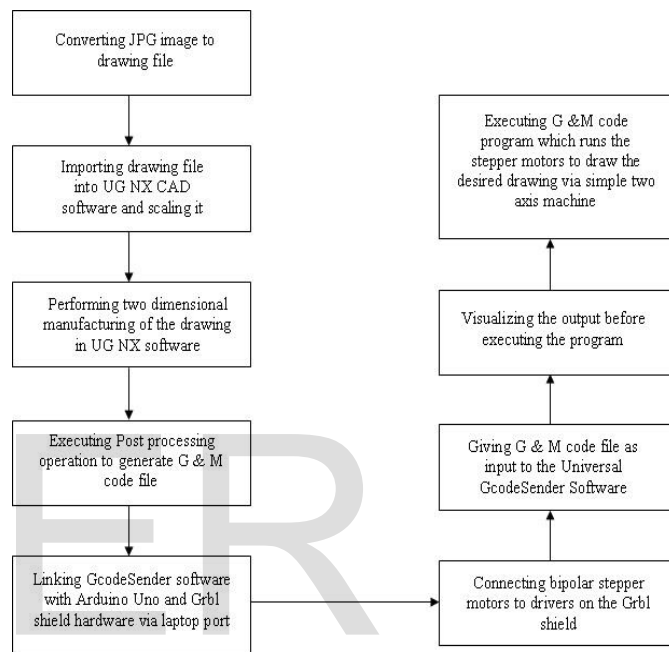 Converting JPG image to
drawing file
Importing drawing file
into UG NX CAD
software and scaling it
Performing two dimensional
manufacturing of the drawing
in UG NX software
Executing Post processing
operation to generate G & M
code file
Linking GcodeSender software
with Arduino Uno and Grbl
shield hardware via laptop port
Connecting bipolar stepper
motors to drivers on the Grbl
shield
Giving G & M code file as
input to the Universal
GcodeSender Software
Visualizing the output before
executing the program
Executing G &M code
program which runs the
stepper motors to draw the
desired drawing via simple two
axis machine
ER